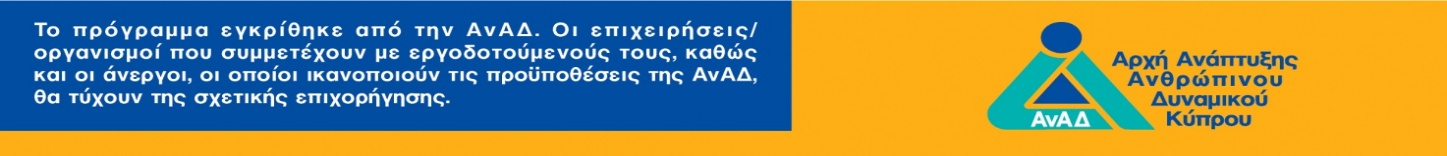 Το πρόγραμμα εγκρίθηκε από την ΑνΑΔ. Οι επιχειρήσεις/
οργανισμοί που συμμετέχουν με εργοδοτούμενούς τους, καθώς
και οι άνεργοι, οι οποίοι ικανοποιούν τις προϋποθέσεις της ΑνΑΔ,
θα τύχουν της σχετικής επιχορήγησης.
ΑνΑΔ
Αρχή Ανάπτυξης
Ανθρώπινου
Δυναμικού
Κύπρου